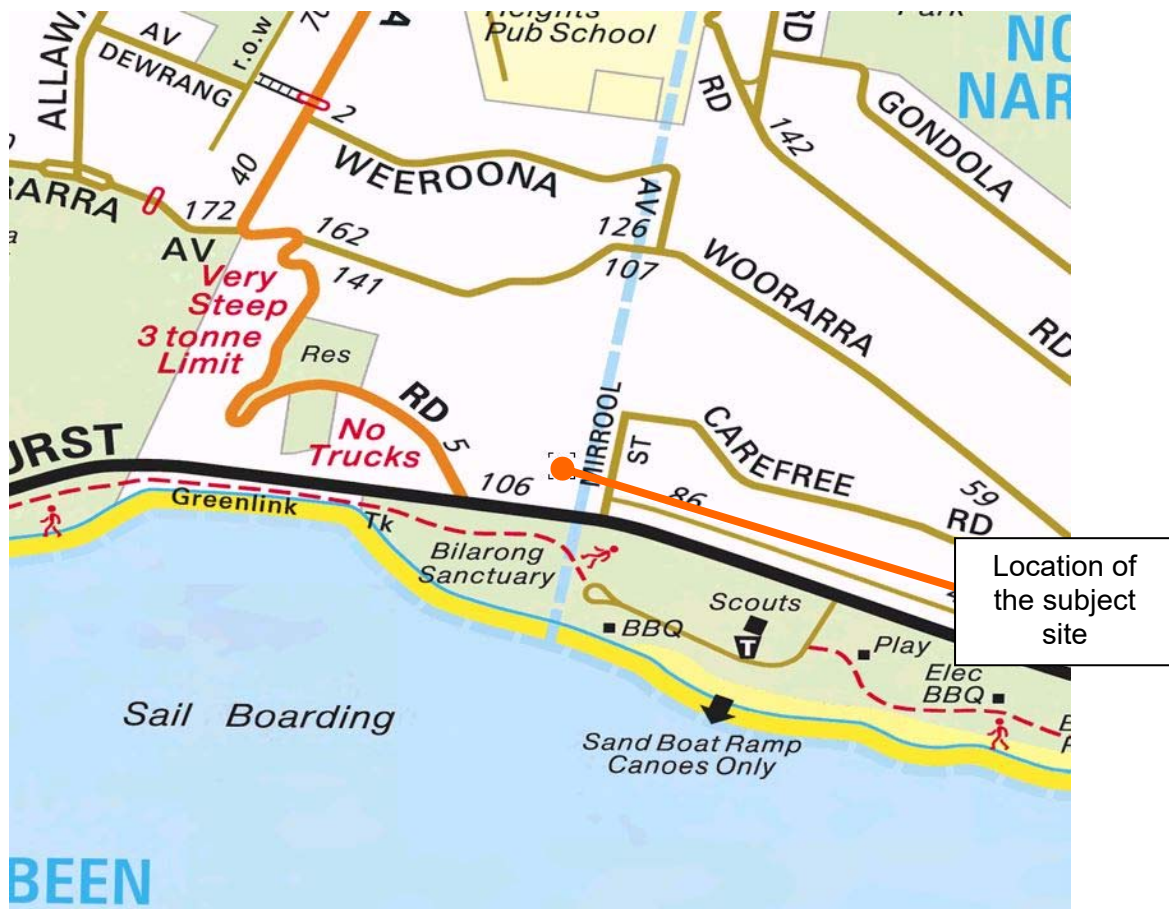 Heights
Pub School
AV
DEWRANG
r.o.w
70
A
RD
Park
NO
NAR
ALLAW
RD
GONDOLA
142
2
WEEROONA
AV
40
ARRA
172
AV
162
141
126
107
WOORARRA
RD
Very
Steep
3 tonne
Limit
Res
RD
5
No
Trucks
MIRROOL
ST
CAREFREE
RD
59
URST
106
86
Greenlink
Tk
Bilarong
Sanctuary
Location of
the subject
site
Scouts
BBQ
T
Play
Elec
BBQ
Sail Boarding
Sand Boat Ramp
Canoes Only
BEEN